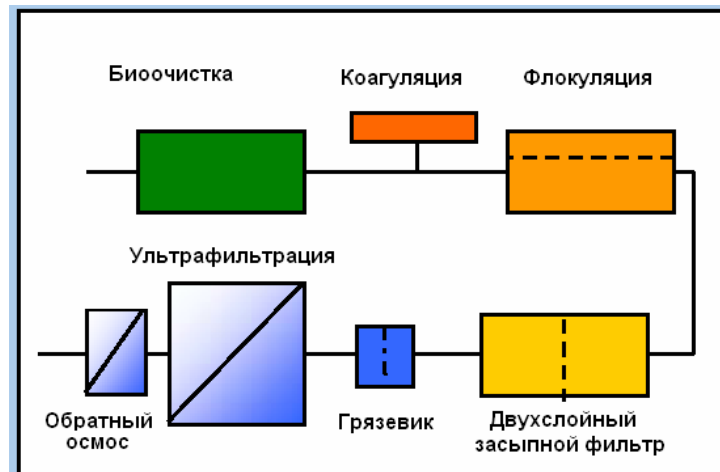 Биоочистка
Коагуляция
Флокуляция
Ультрафильтрация
Обратный
осмос
Грязевик
Двухслойный
засыпной фильтр